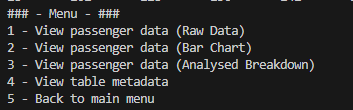 ### - Menu - ###
1 - View passenger data (Raw Data)
2 - View passenger data (Bar Chart)
3 - View passenger data (Analysed Breakdown)
4 - View table metadata
5 - Back to main menu